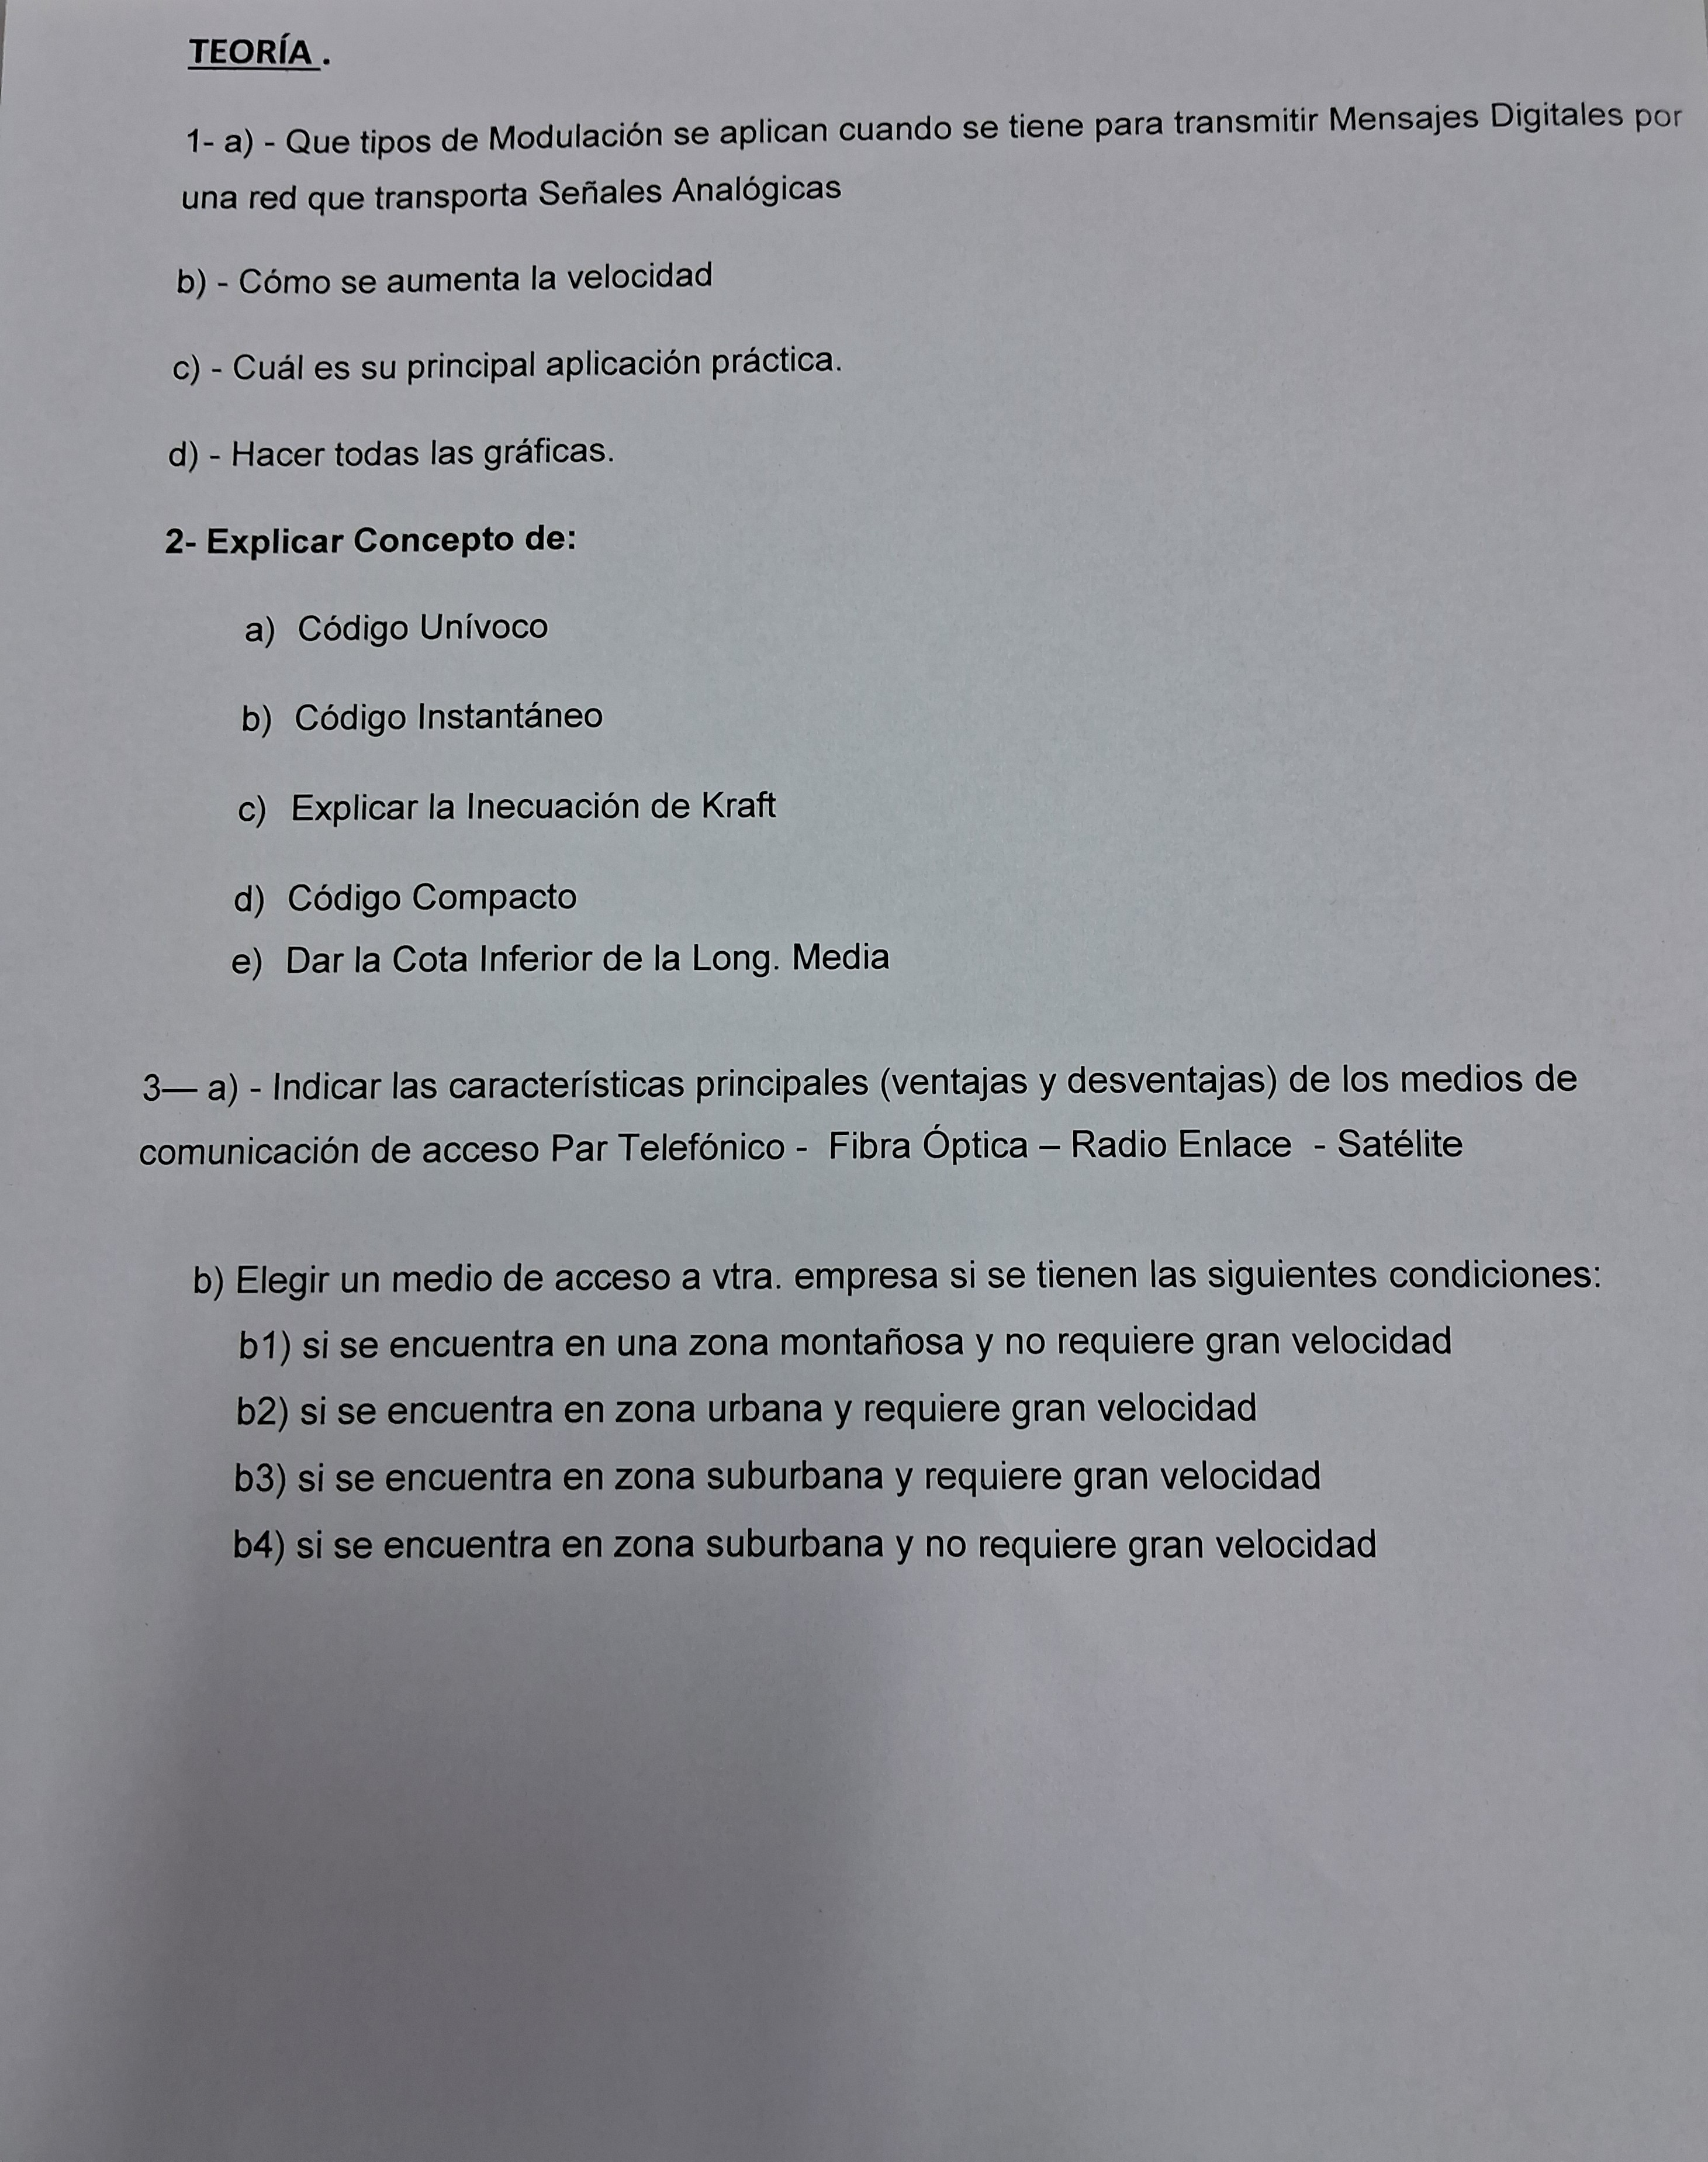 TEORÍA .
1- a) - Que tipos de Modulación se aplican cuando se tiene para transmitir Mensajes Digitales por
una red que transporta Señales Analógicas
b) - Cómo se aumenta la velocidad
c) - Cuál es su principal aplicación práctica.
d) - Hacer todas las gráficas.
2- Explicar Concepto de:
a) Código Unívoco
b) Código Instantáneo
c) Explicar la Inecuación de Kraft
d) Código Compacto
e) Dar la Cota Inferior de la Long. Media
3— a) - Indicar las características principales (ventajas y desventajas) de los medios de
comunicación de acceso Par Telefónico - Fibra Óptica – Radio Enlace - Satélite
b) Elegir un medio de acceso a vtra. empresa si se tienen las siguientes condiciones:
b1) si se encuentra en una zona montañosa y no requiere gran velocidad
b2) si se encuentra en zona urbana y requiere gran velocidad
b3) si se encuentra en zona suburbana y requiere gran velocidad
b4) si se encuentra en zona suburbana y no requiere gran velocidad